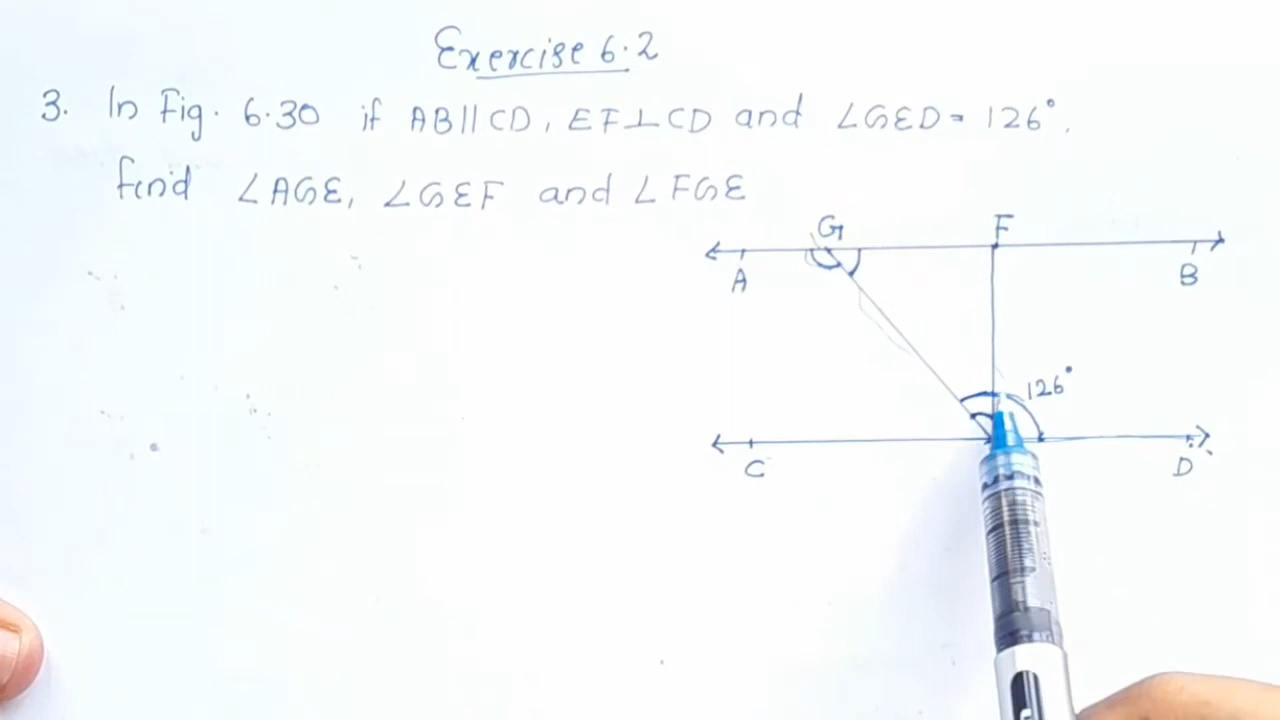 Exercise 6.2
3. In Fig. 6.30 if AB||CD, EF⊥CD and ∠GED = 126°.
find ∠AGE, ∠GEF and ∠FGE
G F
A B
126°
C D